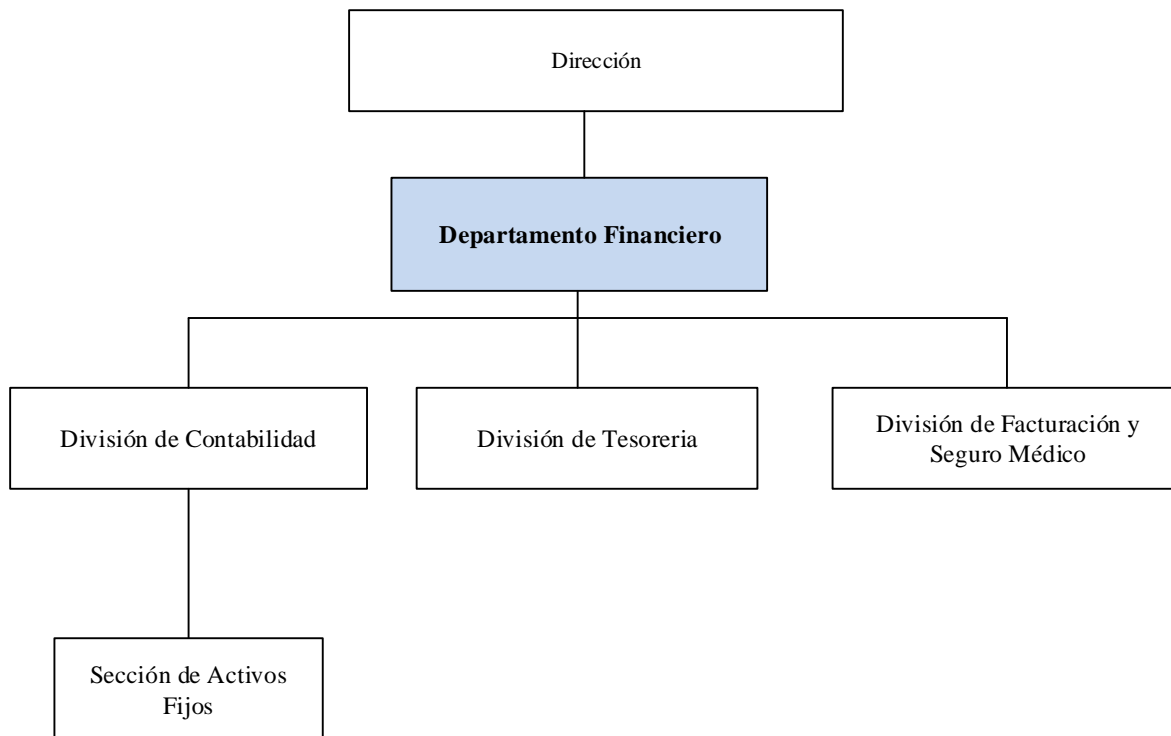 Dirección
Departamento Financiero
División de Contabilidad
División de Tesoreria
División de Facturación y
Seguro Médico
Sección de Activos
Fijos